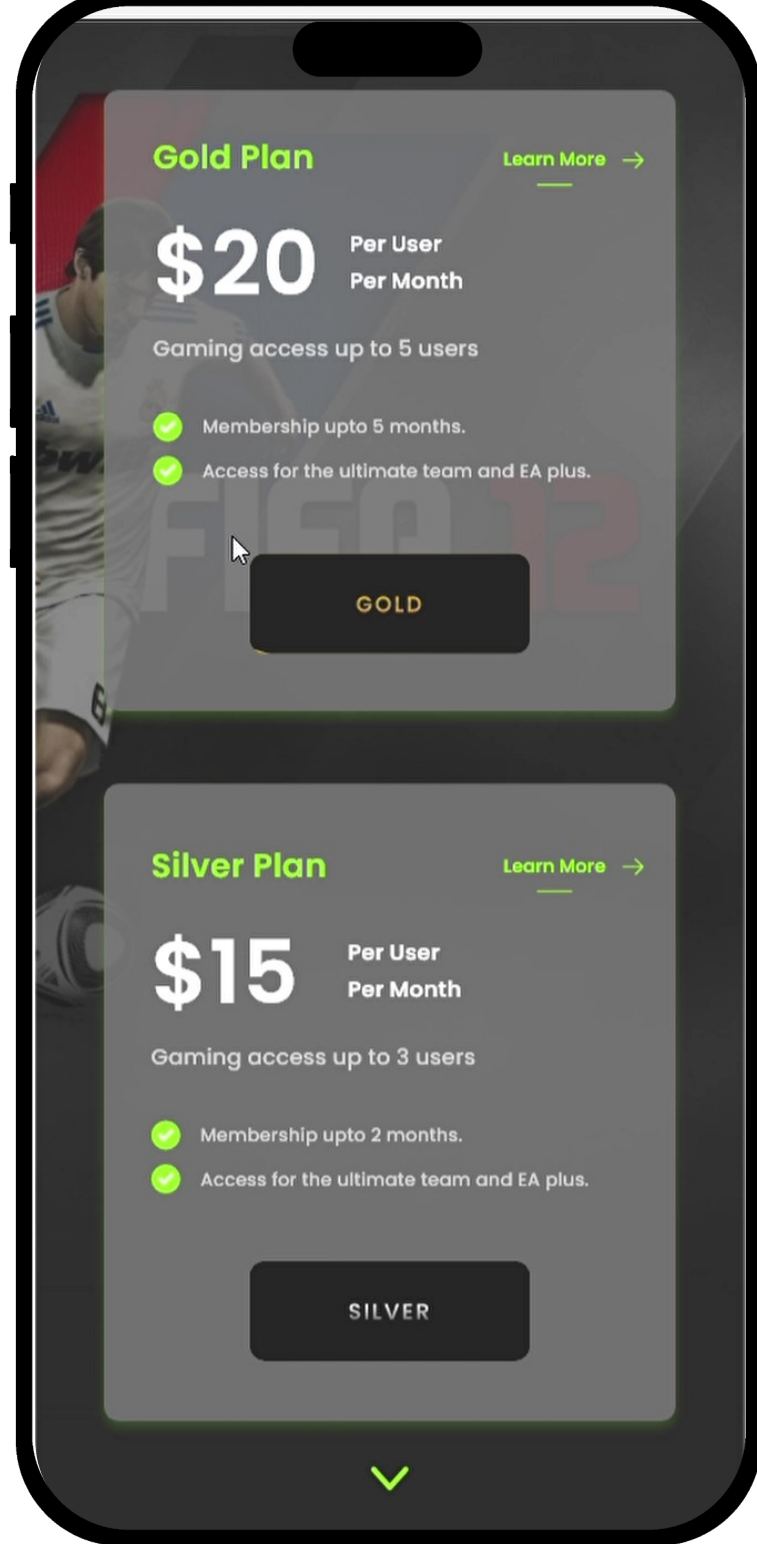 Gold Plan
Learn More
$20
Per User
Per Month
Gaming access up to 5 users
Membership upto 5 months.
Access for the ultimate team and EA plus.
FIFA 12
GOLD
Silver Plan
Learn More
$15
Per User
Per Month
Gaming access up to 3 users
Membership upto 2 months.
Access for the ultimate team and EA plus.
SILVER